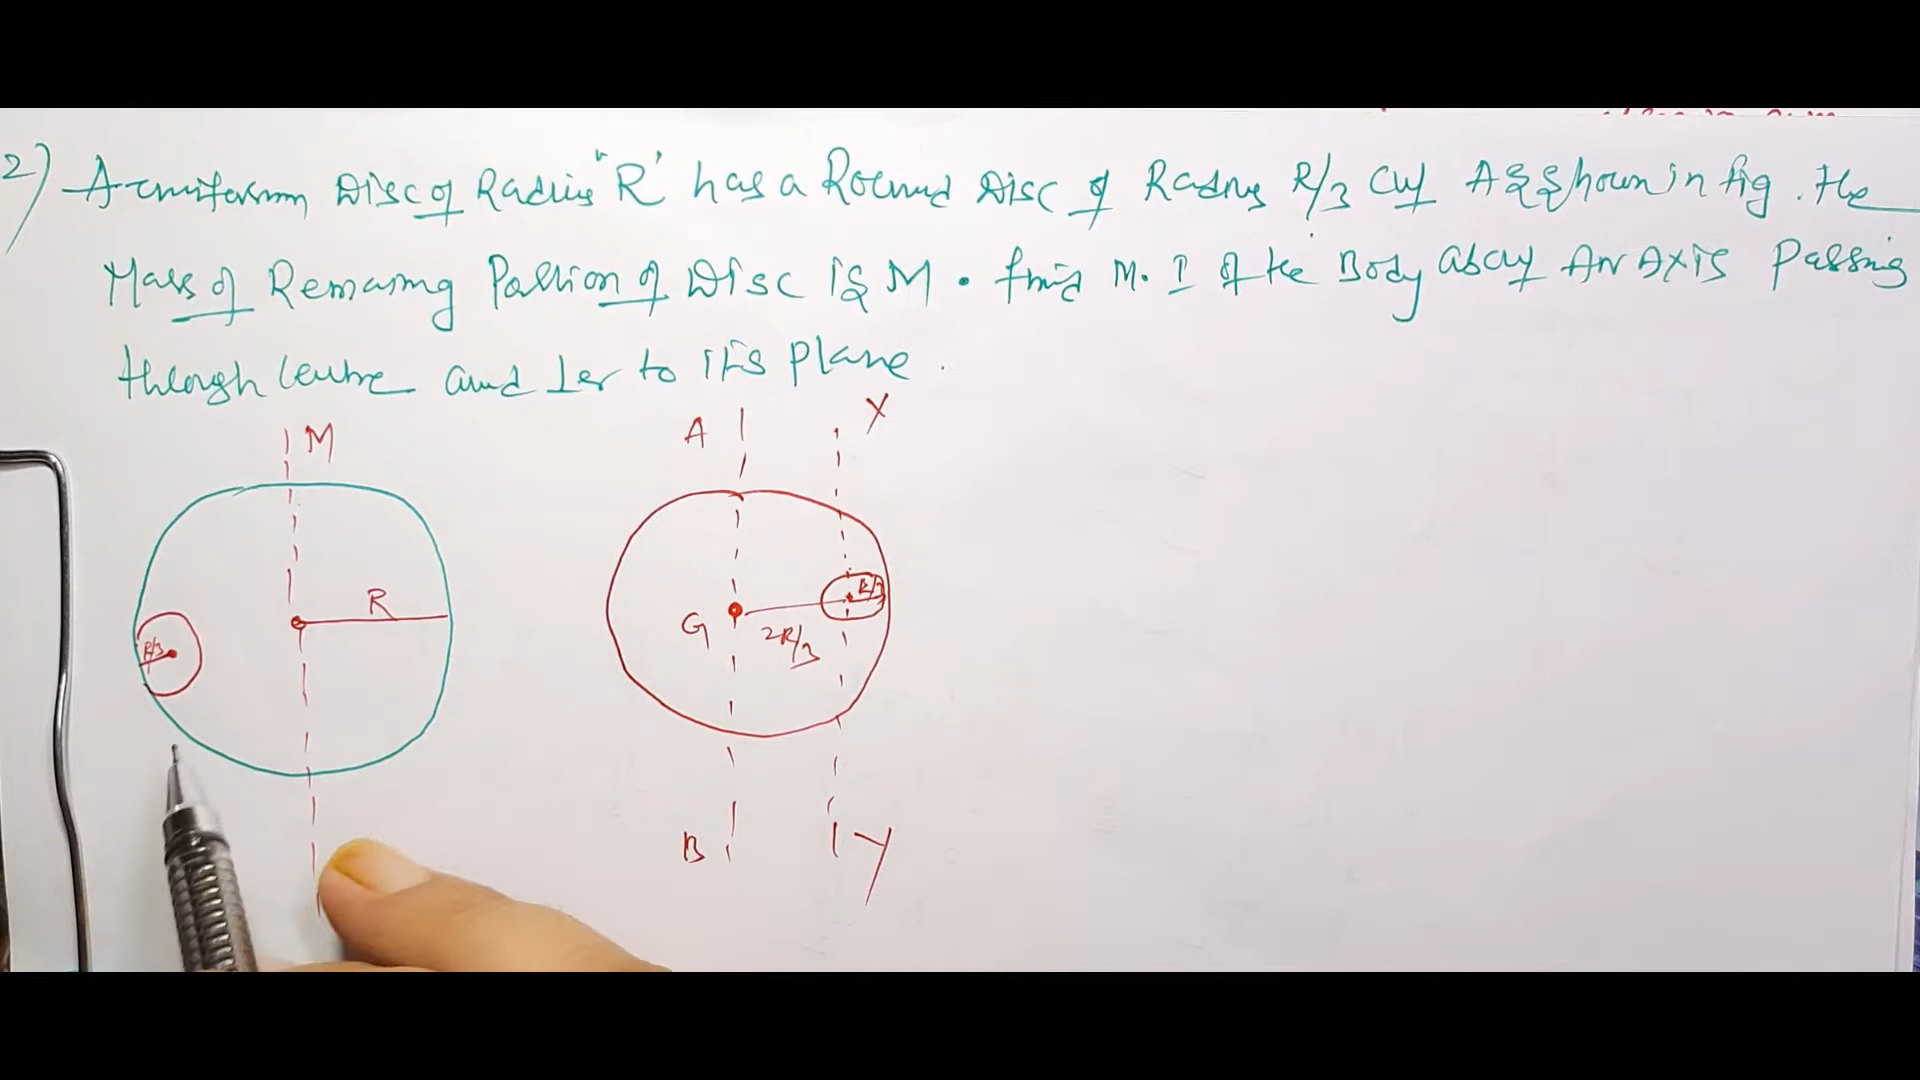 2) A uniform Disc of Radius "R" has a Round Disc of Radius R/3 cut As shown in fig. the
Mass of Remaining Portion of Disc is M. find M.I of the Body about An Axis Passing
through centre and ⊥er to its plane.
M
R
R/3
A
X
R/3
G
2R/3
B
Y